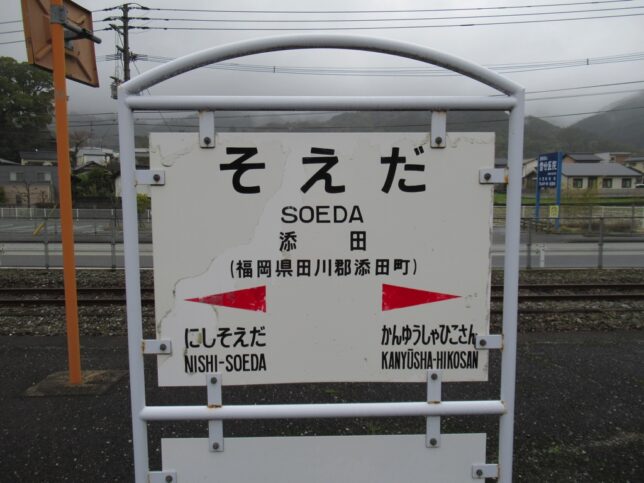 そえだ
SOEDA
添田
(福岡県田川郡添田町)
にしそえだ
NISHI-SOEDA
かんゆうしゃひこさん
KANYŪSHA-HIKOSAN